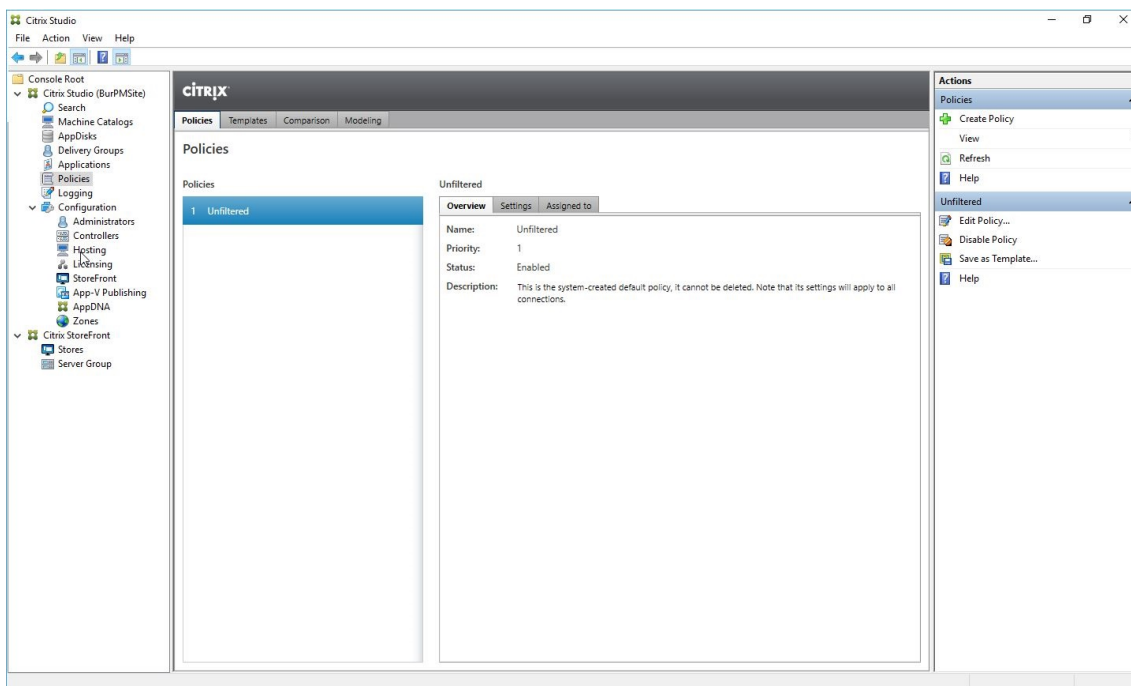 Citrix Studio
File Action View Help
Console Root
Citrix Studio (BurPMSite)
Search
Machine Catalogs
AppDisks
Delivery Groups
Applications
Policies
Logging
Configuration
Administrators
Controllers
Hosting
Licensing
StoreFront
App-V Publishing
AppDNA
Zones
Citrix StoreFront
Stores
Server Group
CİTRIX
Policies Templates Comparison Modeling
Policies
Policies
1 Unfiltered
Unfiltered
Overview Settings Assigned to
Name: Unfiltered
Priority: 1
Status: Enabled
Description: This is the system-created default policy, it cannot be deleted. Note that its settings will apply to all
connections.
Actions
Policies
Create Policy
View
Refresh
Help
Unfiltered
Edit Policy...
Disable Policy
Save as Template...
Help